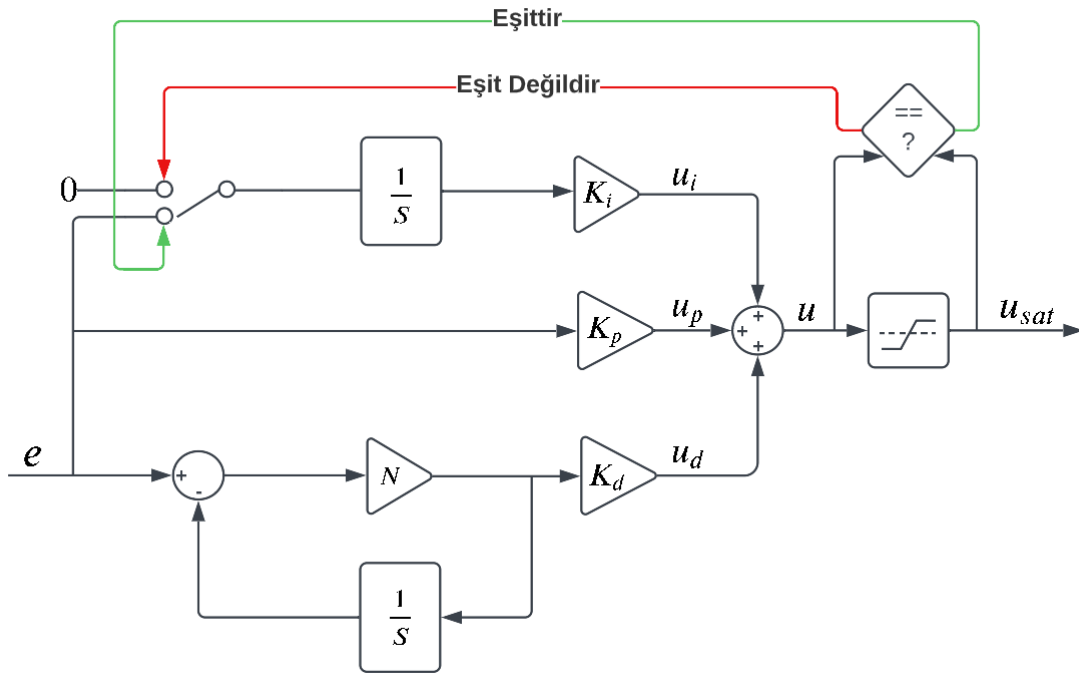 Eşittir
Eşit Değildir
==
?
0
1
S
K_i
u_i
K_p
u_p
+
+
+
u
u_sat
e
+
-
N
K_d
u_d
1
S